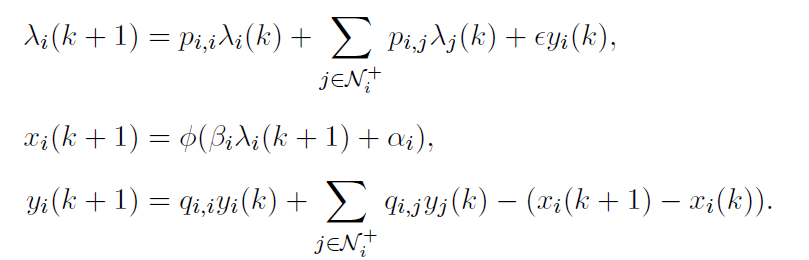 λ_i(k + 1) = p_{i,i}λ_i(k) + ∑_{j∈𝒩_i^+} p_{i,j}λ_j(k) + ϵy_i(k),
x_i(k + 1) = ϕ(β_iλ_i(k + 1) + α_i),
y_i(k + 1) = q_{i,i}y_i(k) + ∑_{j∈𝒩_i^+} q_{i,j}y_j(k) − (x_i(k + 1) − x_i(k)).